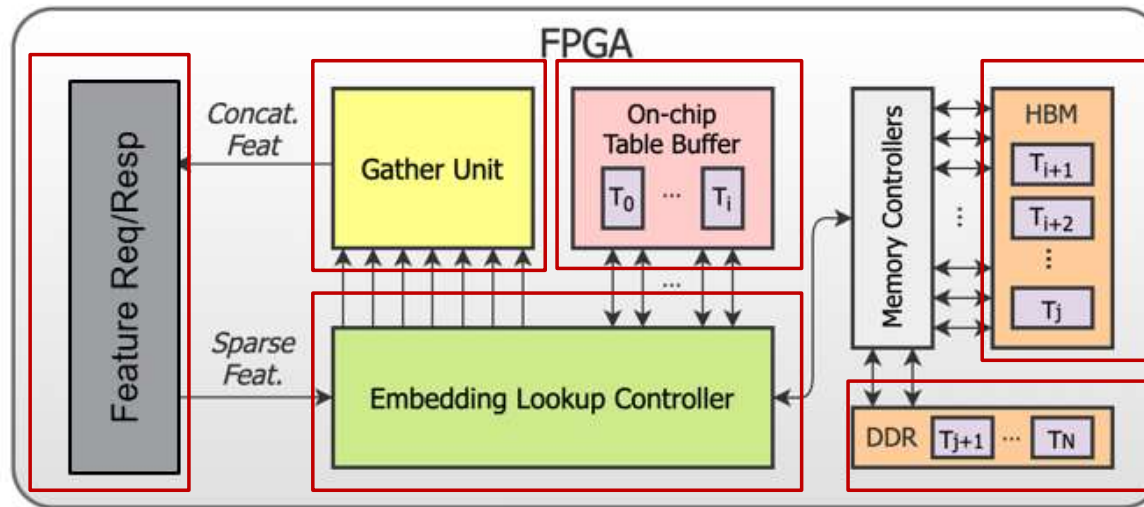 FPGA
Feature Req/Resp
Concat.
Feat
Sparse
Feat.
Gather Unit
On-chip
Table Buffer
T0 ... Ti
...
Embedding Lookup Controller
Memory Controllers
...
HBM
Ti+1
Ti+2
...
Tj
DDR Tj+1 ... TN